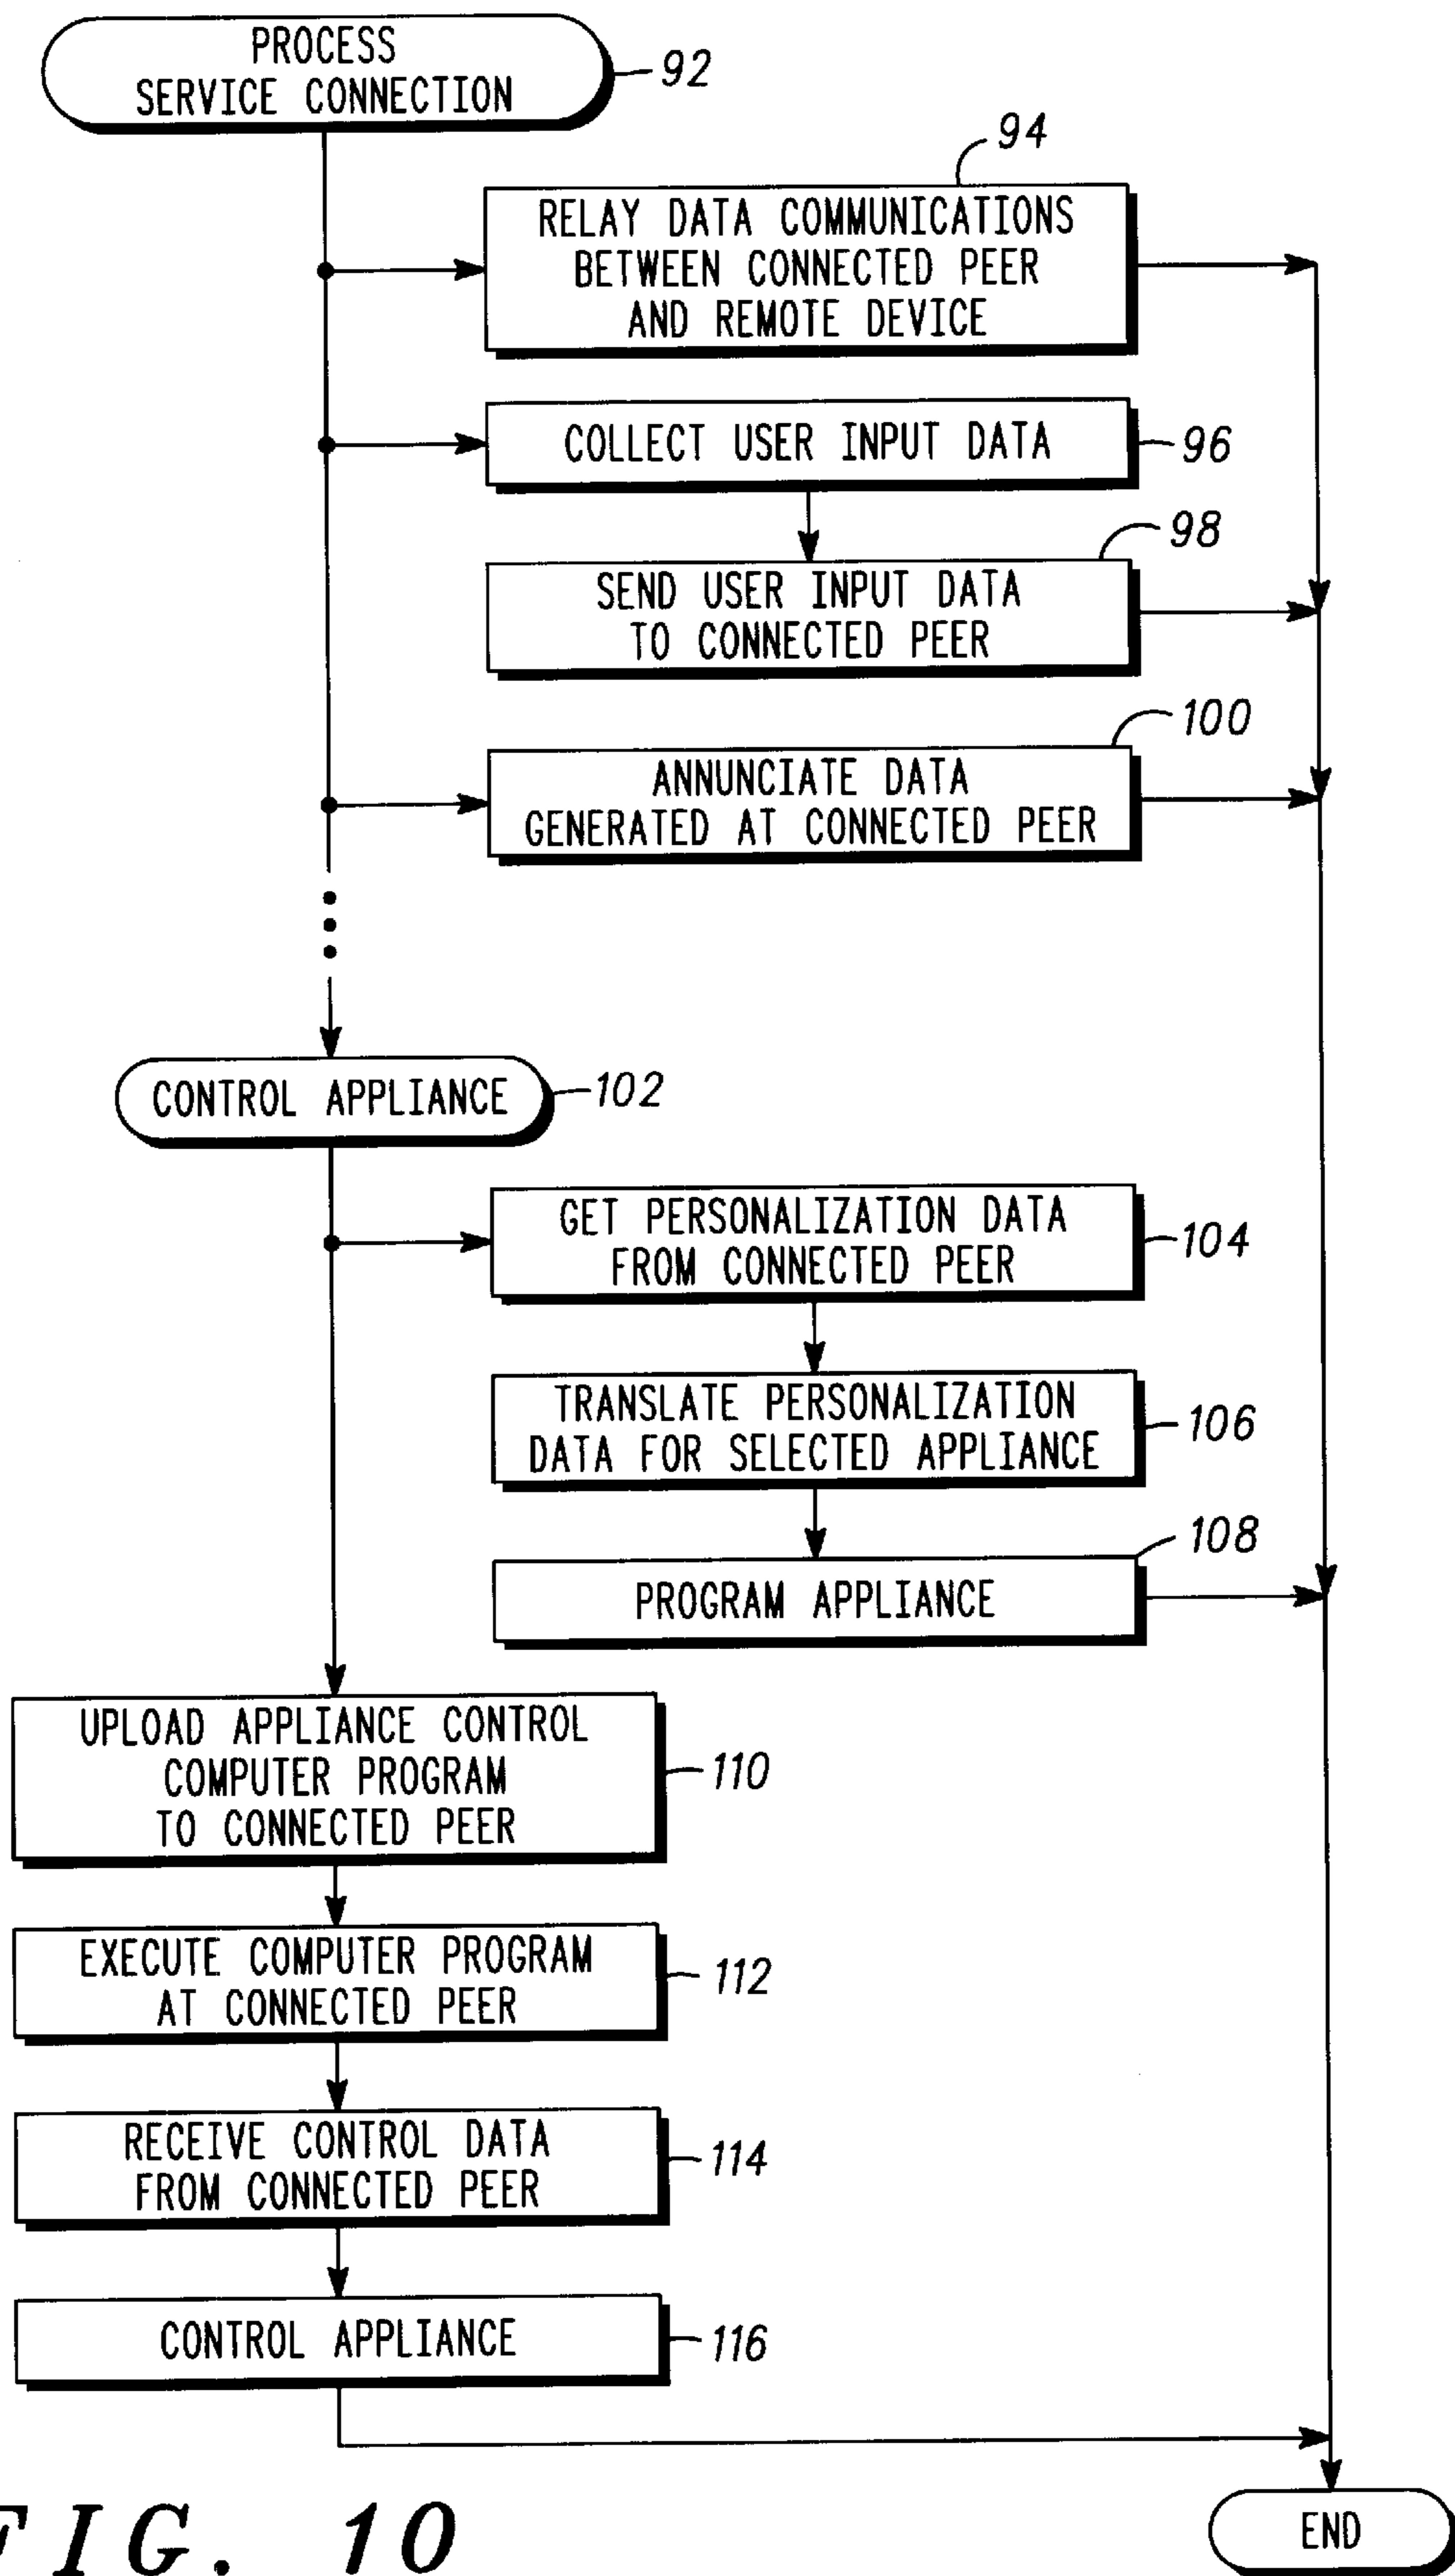 PROCESS
SERVICE CONNECTION
92
94
RELAY DATA COMMUNICATIONS
BETWEEN CONNECTED PEER
AND REMOTE DEVICE
COLLECT USER INPUT DATA
96
98
SEND USER INPUT DATA
TO CONNECTED PEER
100
ANNUNCIATE DATA
GENERATED AT CONNECTED PEER
CONTROL APPLIANCE
102
GET PERSONALIZATION DATA
FROM CONNECTED PEER
104
TRANSLATE PERSONALIZATION
DATA FOR SELECTED APPLIANCE
106
108
PROGRAM APPLIANCE
UPLOAD APPLIANCE CONTROL
COMPUTER PROGRAM
TO CONNECTED PEER
110
EXECUTE COMPUTER PROGRAM
AT CONNECTED PEER
112
RECEIVE CONTROL DATA
FROM CONNECTED PEER
114
CONTROL APPLIANCE
116
END
FIG. 10